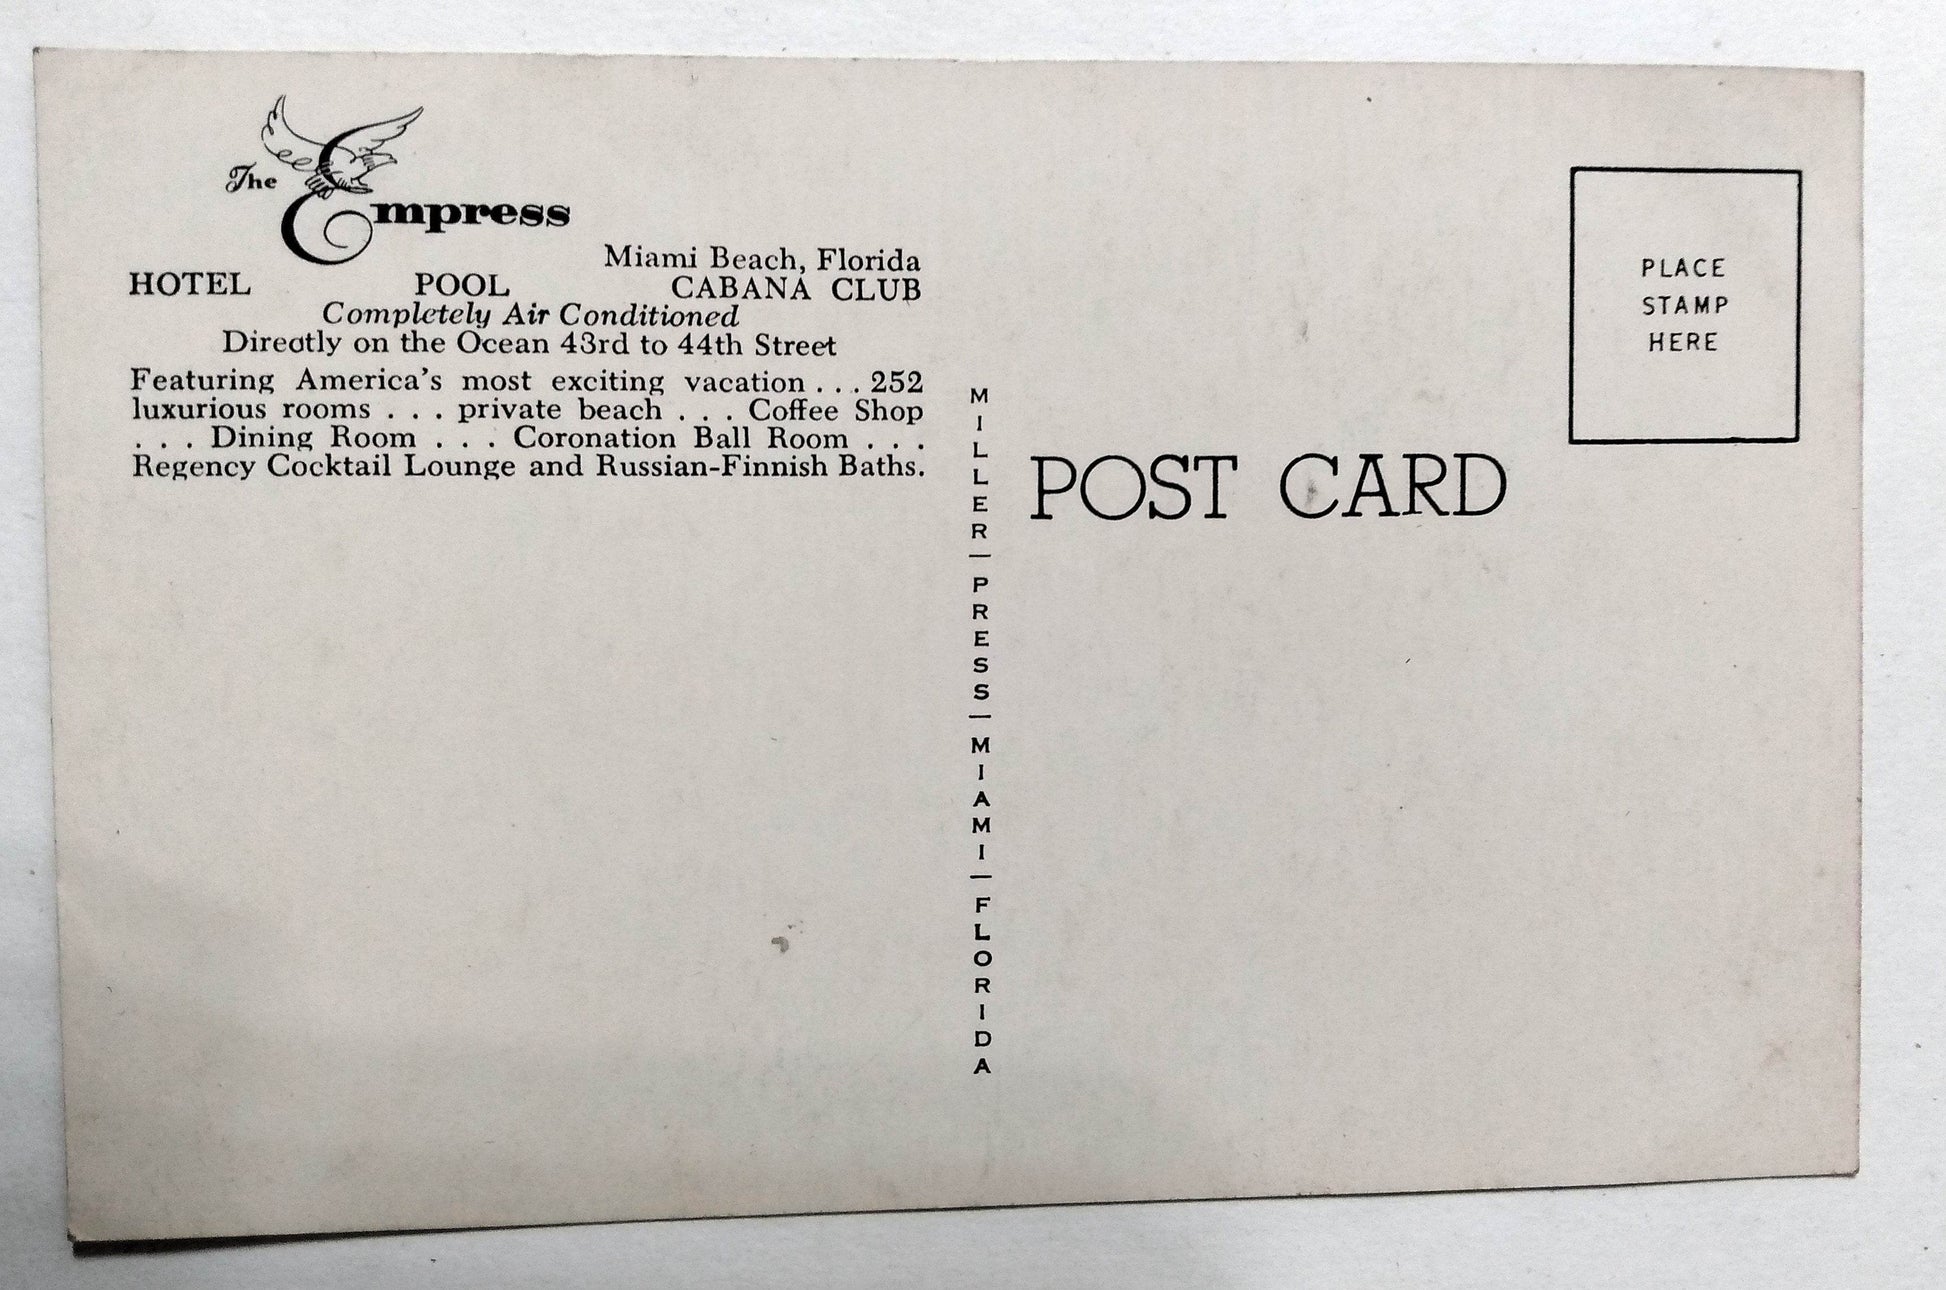 The Empress
Miami Beach, Florida
HOTEL POOL CABANA CLUB
Completely Air Conditioned
Directly on the Ocean 43rd to 44th Street
Featuring America's most exciting vacation . . . 252
luxurious rooms . . . private beach . . . Coffee Shop
. . . Dining Room . . . Coronation Ball Room . . .
Regency Cocktail Lounge and Russian-Finnish Baths.
MILLER—PRESS—MIAMI—FLORIDA
POST CARD
PLACE
STAMP
HERE